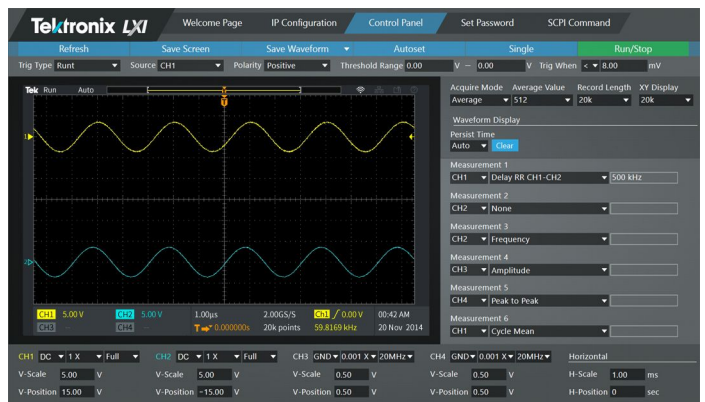 Tektronix LXI Welcome Page IP Configuration Control Panel Set Password SCPI Command
Refresh Save Screen Save Waveform Autoset Single Run/Stop
Trig Type Runt Source CH1 Polarity Positive Threshold Range 0.00 V — 0.00 V Trig When < 8.00 mV
Tek Run Auto
T
1
2
CH1 5.00 V CH2 5.00 V 1.00µs 2.00GS/S Ch1 / 0.00 V 00:42 AM
CH3 -- CH4 -- T 0.000000s 20k points 59.8169 kHz 20 Nov 2014
Acquire Mode Average Value Record Length XY Display
Average 512 20k 20k
Waveform Display
Persist Time
Auto Clear
Measurement 1
CH1 Delay RR CH1-CH2 500 kHz
Measurement 2
CH2 None
Measurement 3
CH2 Frequency
Measurement 4
CH3 Amplitude
Measurement 5
CH4 Peak to Peak
Measurement 6
CH1 Cycle Mean
CH1 DC 1 X Full CH2 DC 1 X Full CH3 GND 0.001 X 20MHz CH4 GND 0.001 X 20MHz Horizontal
V-Scale 5.00 V V-Scale 5.00 V V-Scale 0.50 V V-Scale 0.50 V H-Scale 1.00 ms
V-Position 15.00 V V-Position -15.00 V V-Position 0.50 V V-Position 0.50 V H-Position 0 sec